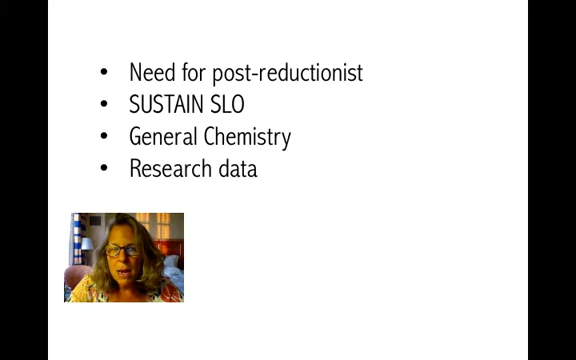 • Need for post-reductionist
• SUSTAIN SLO
• General Chemistry
• Research data